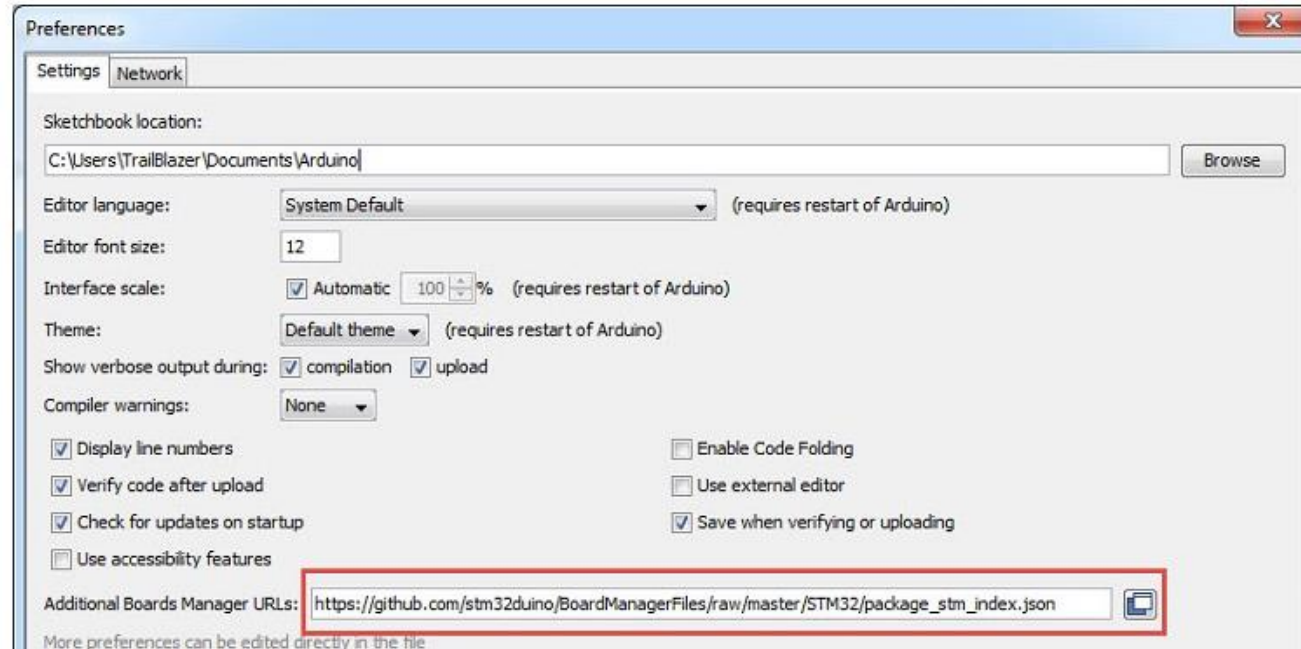 Preferences
Settings Network
Sketchbook location:
C:\Users\TrailBlazer\Documents\Arduino
Browse
Editor language: System Default (requires restart of Arduino)
Editor font size: 12
Interface scale: Automatic 100 % (requires restart of Arduino)
Theme: Default theme (requires restart of Arduino)
Show verbose output during: compilation upload
Compiler warnings: None
Display line numbers Enable Code Folding
Verify code after upload Use external editor
Check for updates on startup Save when verifying or uploading
Use accessibility features
Additional Boards Manager URLs: https://github.com/stm32duino/BoardManagerFiles/raw/master/STM32/package_stm_index.json
More preferences can be edited directly in the file